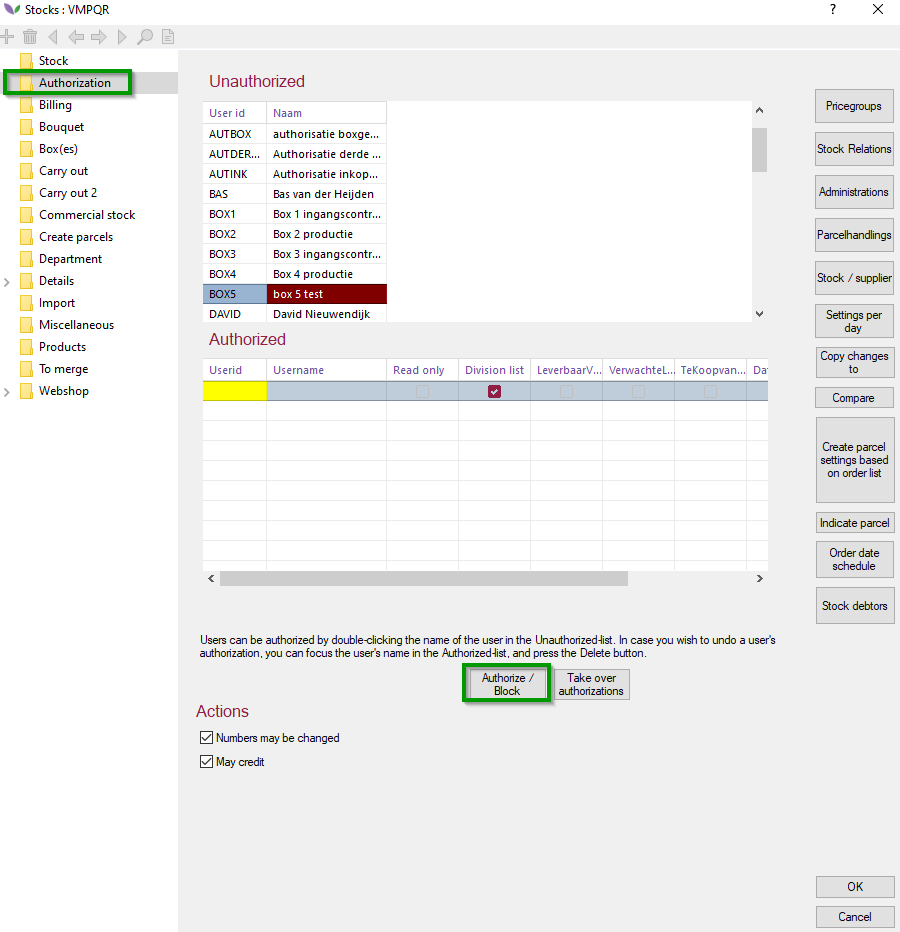 Stocks : VMPQR
?
Stock
Authorization
Billing
Bouquet
Box(es)
Carry out
Carry out 2
Commercial stock
Create parcels
Department
Details
Import
Miscellaneous
Products
To merge
Webshop
Unauthorized
User id Naam
AUTBOX authorisatie boxge...
AUTDER... Authorisatie derde ...
AUTINK Authorisatie inkop...
BAS Bas van der Heijden
BOX1 Box 1 ingangscontr...
BOX2 Box 2 productie
BOX3 Box 3 ingangscontr...
BOX4 Box 4 productie
BOX5 box 5 test
DAVID David Nieuwendijk
Authorized
Userid Username Read only Division list LeverbaarV... VerwachteL... TeKoopvan... Da
Users can be authorized by double-clicking the name of the user in the Unauthorized-list. In case you wish to undo a user's
authorization, you can focus the user's name in the Authorized-list, and press the Delete button.
Authorize /
Block
Take over
authorizations
Actions
Numbers may be changed
May credit
Pricegroups
Stock Relations
Administrations
Parcelhandlings
Stock / supplier
Settings per
day
Copy changes
to
Compare
Create parcel
settings based
on order list
Indicate parcel
Order date
schedule
Stock debtors
OK
Cancel